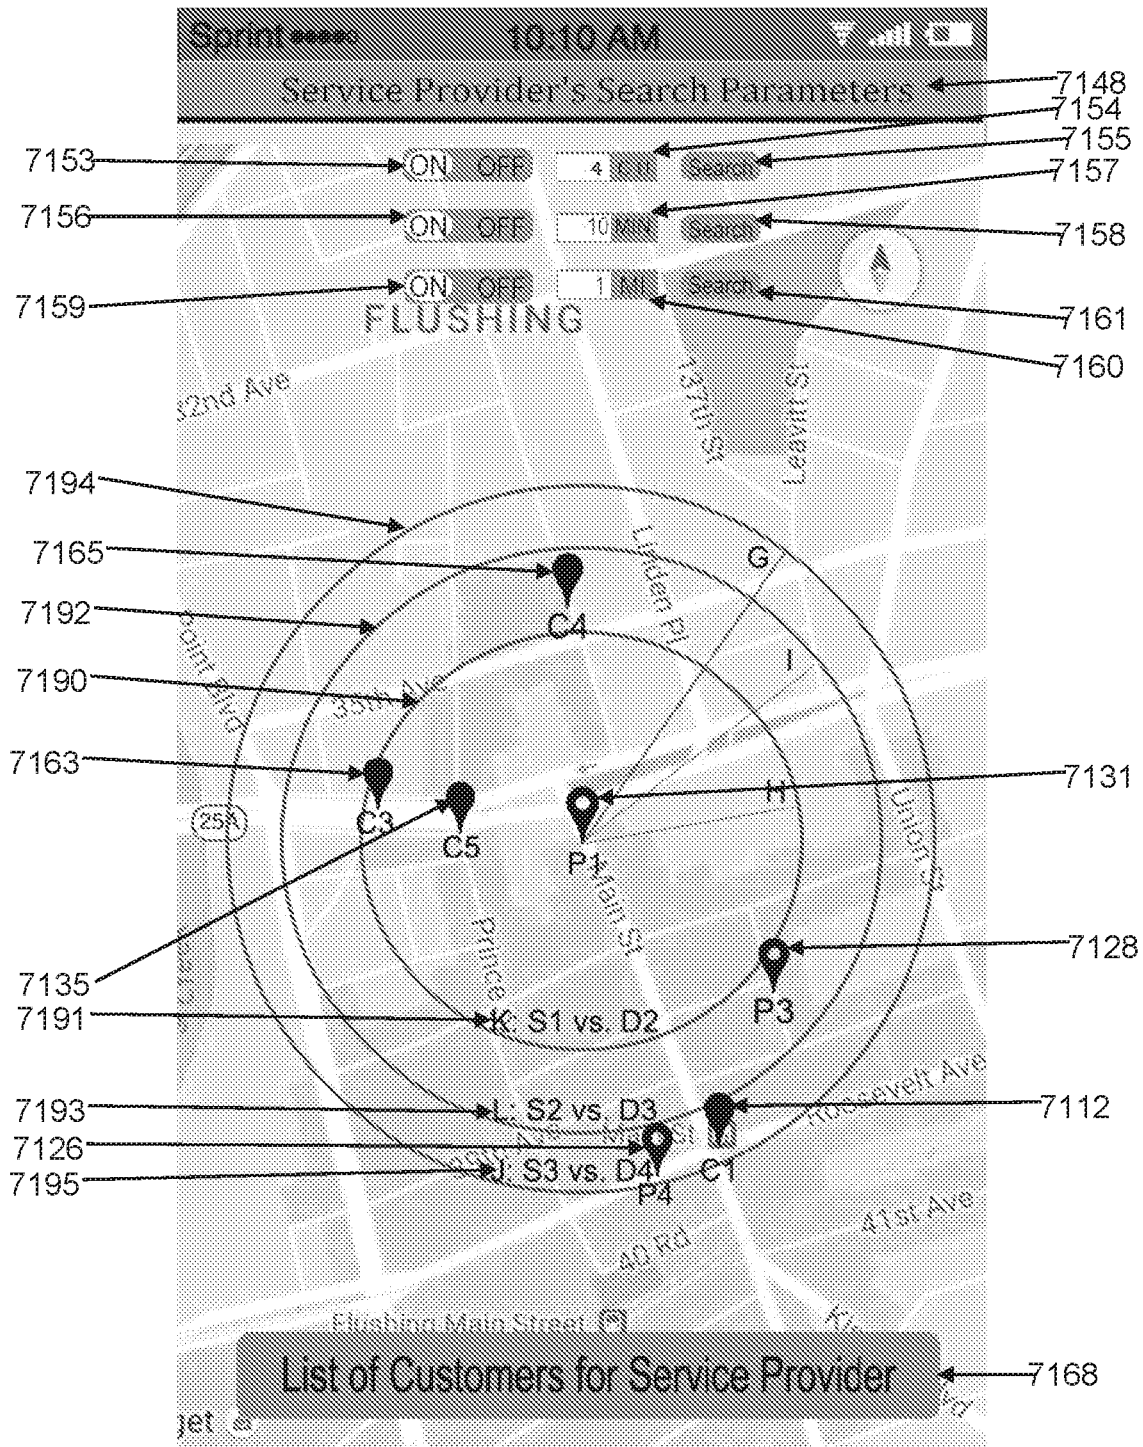 Sprint 10:10 AM
Service Provider's Search Parameters
7148
7154
7153 ON OFF 4 Search 7155
7157
7156 ON OFF 10 MIN Search 7158
7159 ON OFF 1 MI Search 7161
FLUSHING
7160
32nd Ave
137th St
Leavitt St
7194
7165
G
Linden Pl
C4
7192
I
Point Blvd
7190
35th Ave
7163
7131
H
25A
C3
C5
P1
Union St
Main St
Prince
7128
7135
P3
7191 K: S1 vs. D2
Roosevelt Ave
7193 L: S2 vs. D3
7112
7126
7195 J: S3 vs. D4
P4
C1
41st Ave
40 Rd
Flushing Main Street
List of Customers for Service Provider 7168
get